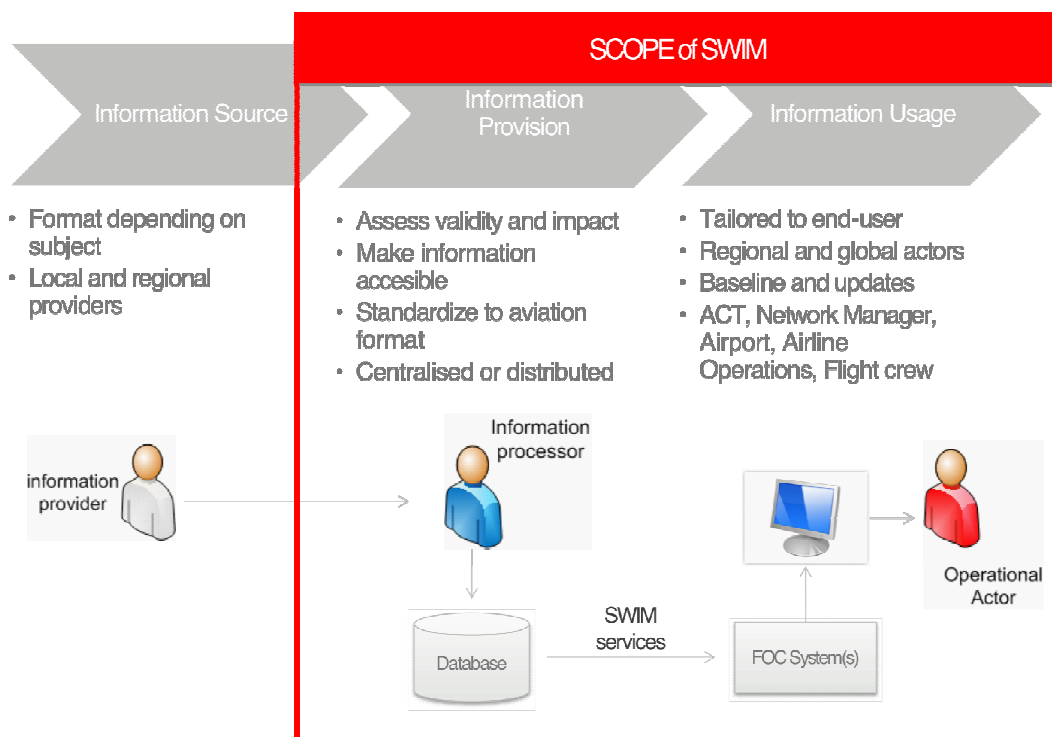 SCOPE of SWIM
Information Source
Information
Provision
Information Usage
• Format depending on
subject
• Local and regional
providers
• Assess validity and impact
• Make information
accesible
• Standardize to aviation
format
• Centralised or distributed
• Tailored to end-user
• Regional and global actors
• Baseline and updates
• ACT, Network Manager,
Airport, Airline
Operations, Flight crew
information
provider
Information
processor
Operational
Actor
Database
SWIM
services
FOC System(s)